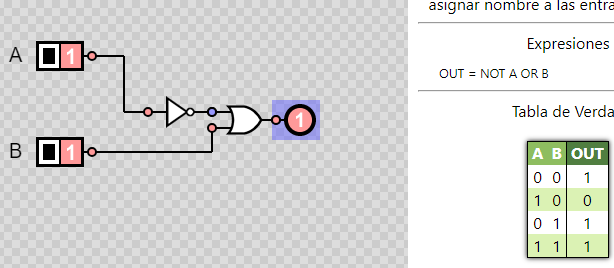 asignar nombre a las entra
Expresiones
OUT = NOT A OR B
Tabla de Verda
A B OUT
0 0 1
1 0 0
0 1 1
1 1 1
A 1
1
B 1